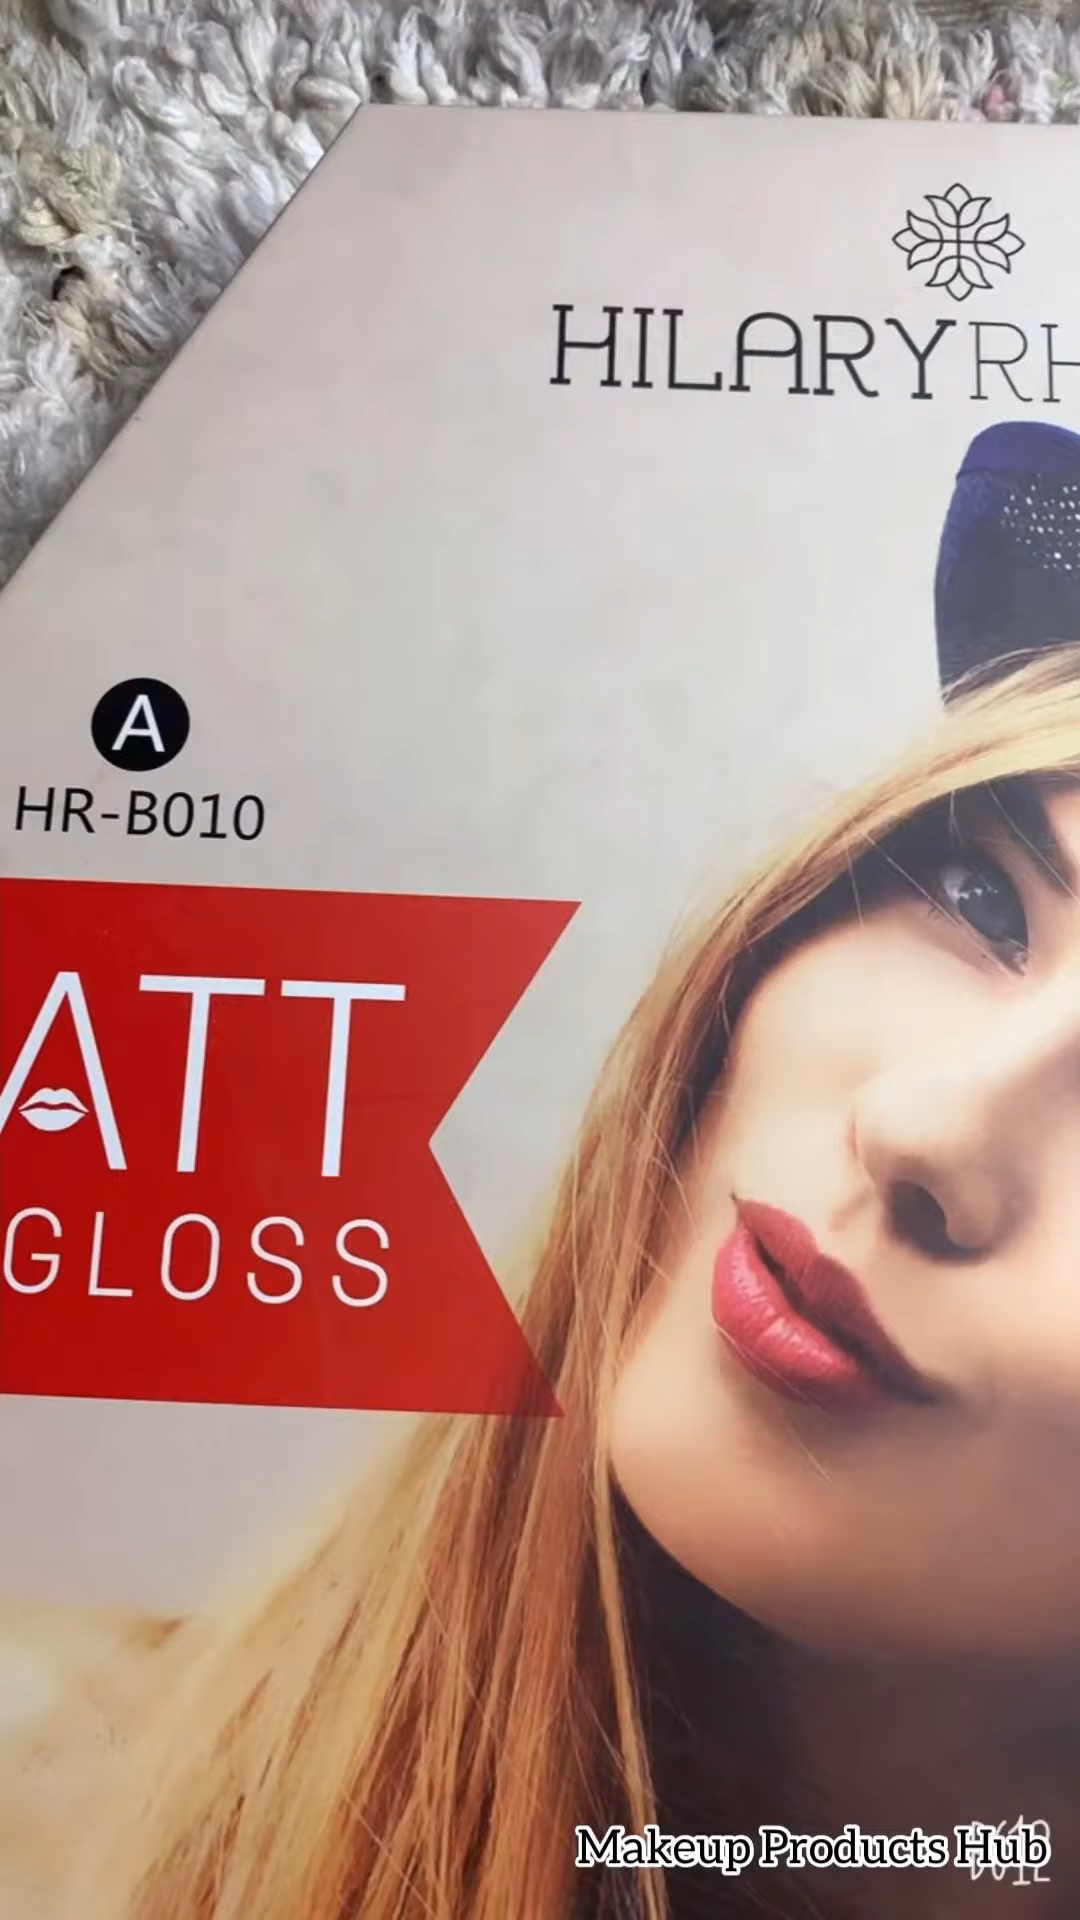 HILARYRH
A
HR-B010
ATT
GLOSS
Makeup Products Hub